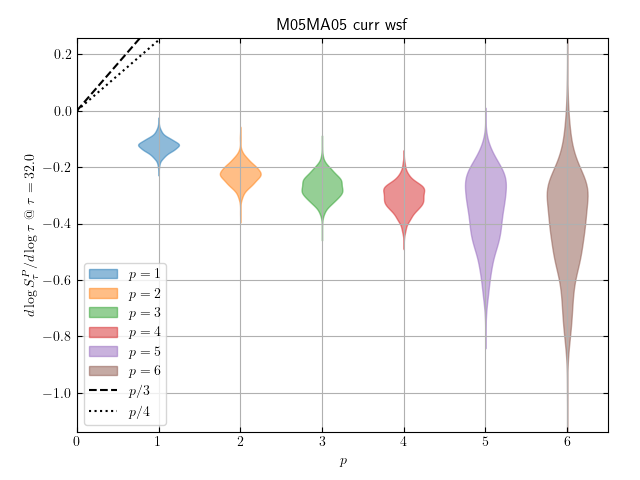 M05MA05 curr wsf
d log S_τ^P / d log τ @ τ = 32.0
0.2
0.0
−0.2
−0.4
−0.6
−0.8
−1.0
p = 1
p = 2
p = 3
p = 4
p = 5
p = 6
p/3
p/4
0 1 2 3 4 5 6
p